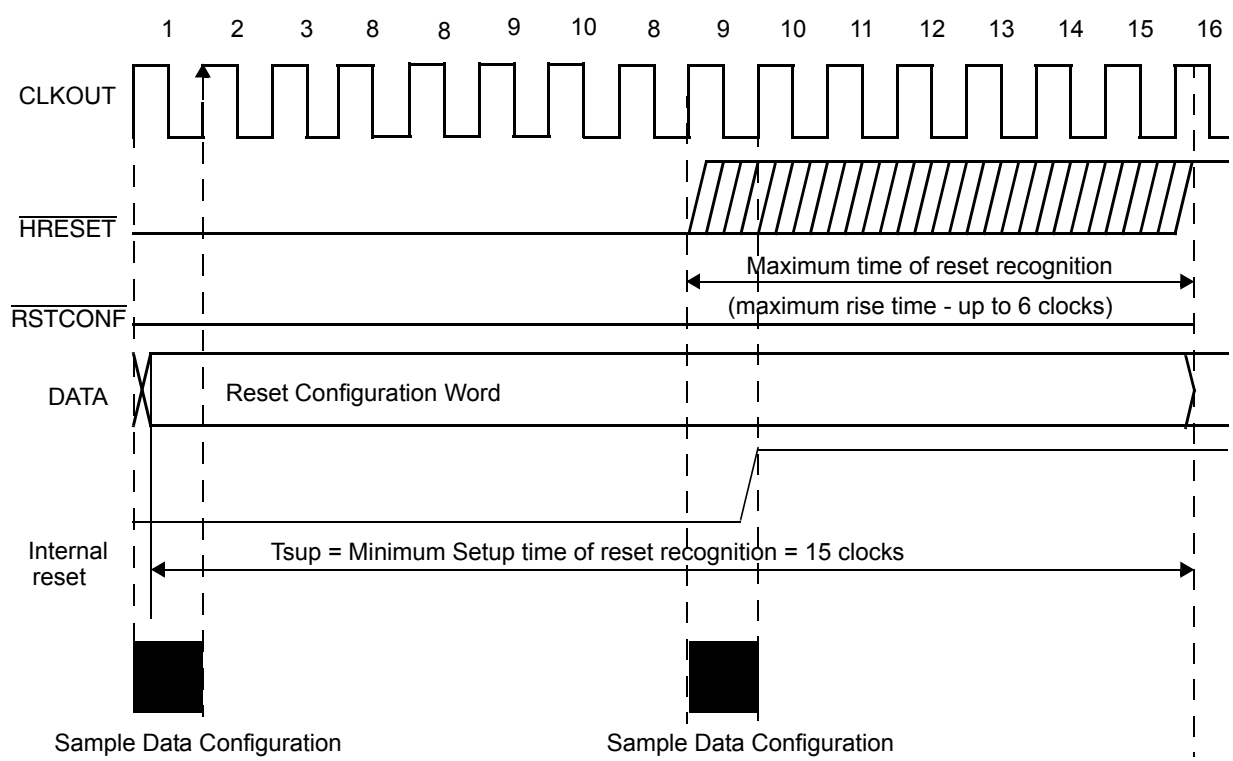 1 2 3 8 8 9 10 8 9 10 11 12 13 14 15 16
CLKOUT
HRESET
Maximum time of reset recognition
(maximum rise time - up to 6 clocks)
RSTCONF
DATA
Reset Configuration Word
Tsup = Minimum Setup time of reset recognition = 15 clocks
Internal
reset
Sample Data Configuration
Sample Data Configuration